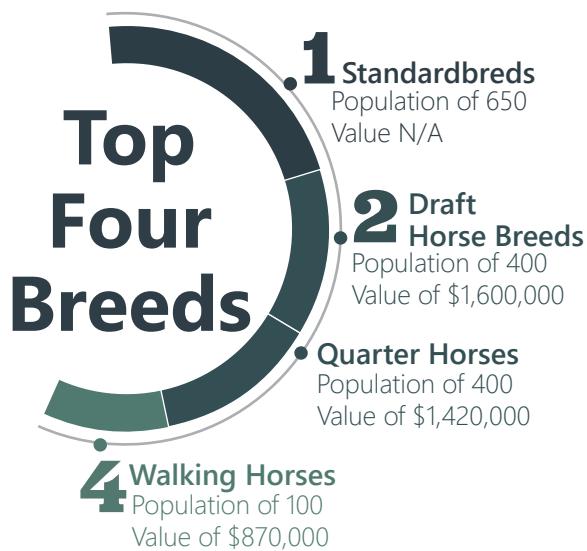 Top
Four
Breeds
1 Standardbreds
Population of 650
Value N/A
2 Draft
Horse Breeds
Population of 400
Value of $1,600,000
Quarter Horses
Population of 400
Value of $1,420,000
4 Walking Horses
Population of 100
Value of $870,000